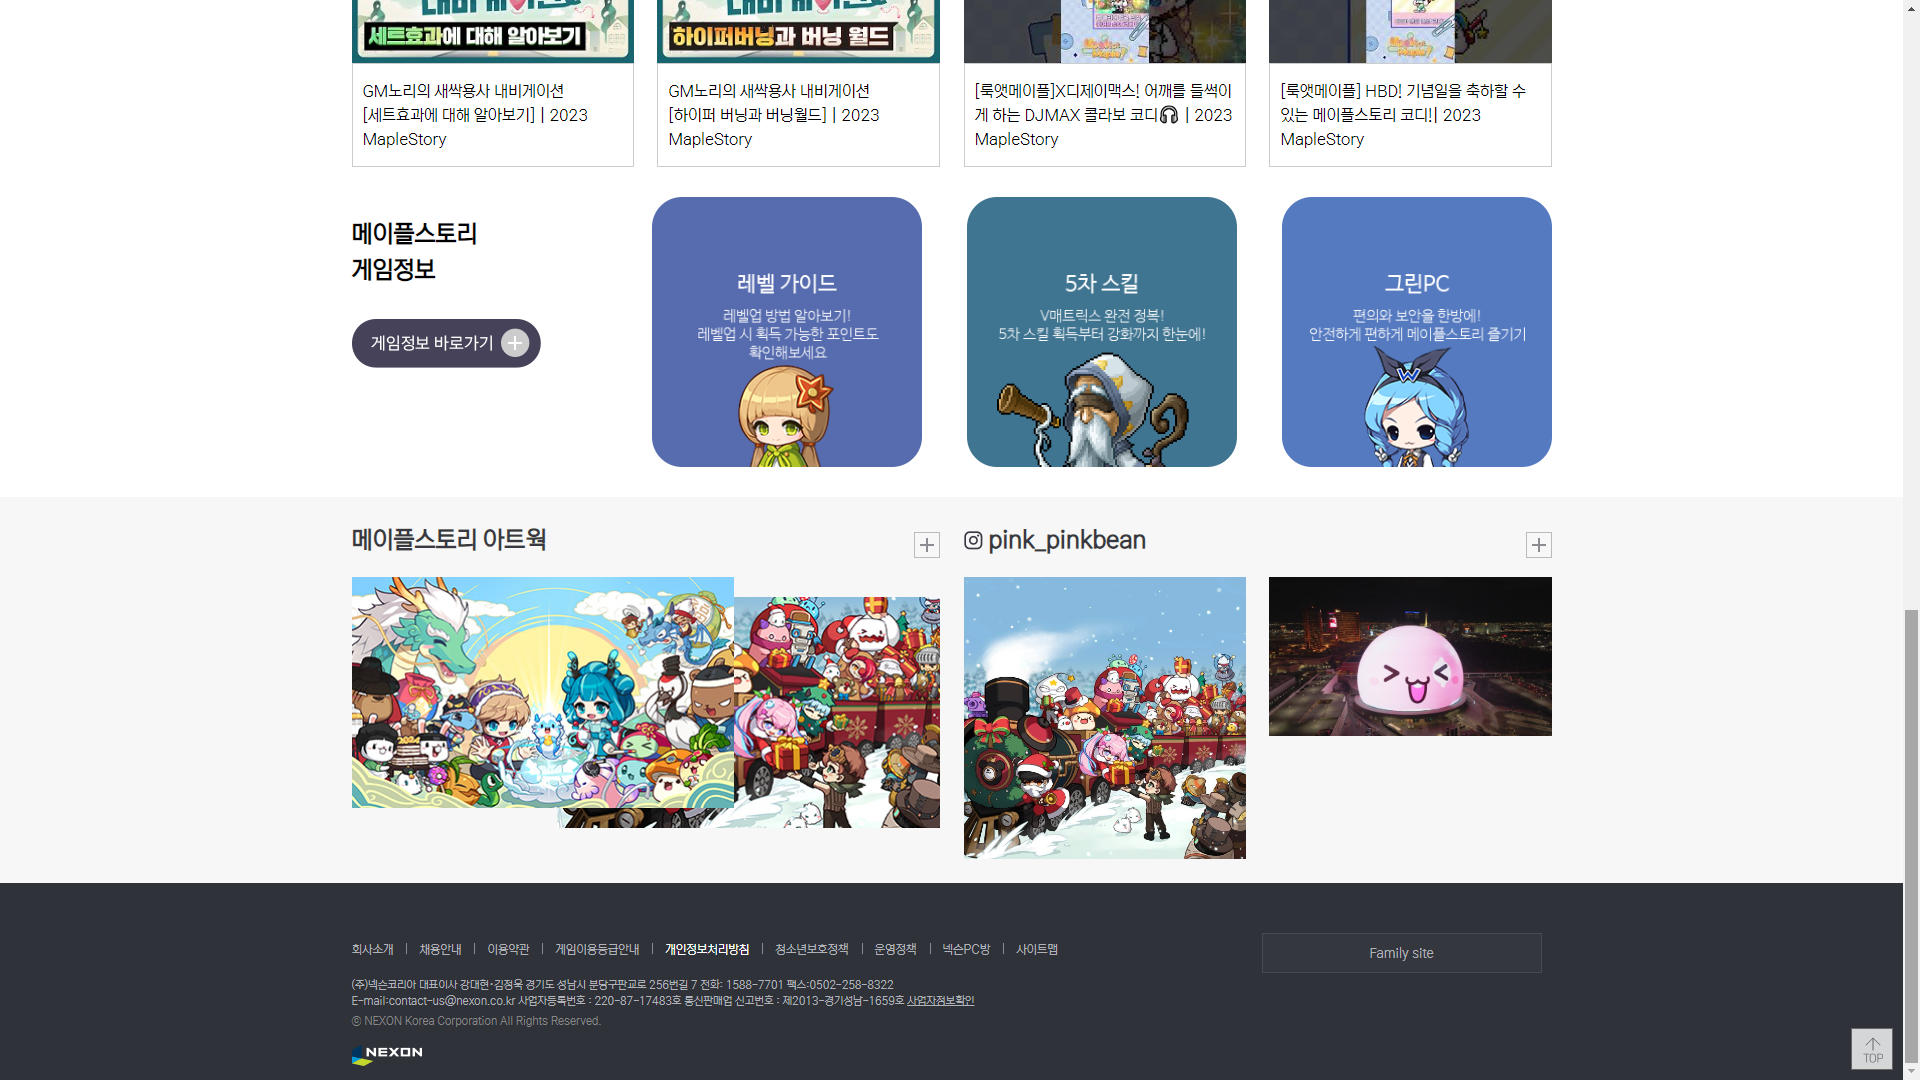 세트효과에 대해 알아보기
하이퍼버닝과 버닝 월드
GM노리의 새싹용사 내비게이션
[세트효과에 대해 알아보기] | 2023
MapleStory
GM노리의 새싹용사 내비게이션
[하이퍼 버닝과 버닝월드] | 2023
MapleStory
[룩앳메이플]X디제이맥스! 어깨를 들썩이
게 하는 DJMAX 콜라보 코디🎧 | 2023
MapleStory
[룩앳메이플] HBD! 기념일을 축하할 수
있는 메이플스토리 코디!| 2023
MapleStory
메이플스토리
게임정보
게임정보 바로가기
레벨 가이드
레벨업 방법 알아보기!
레벨업 시 획득 가능한 포인트도
확인해보세요
5차 스킬
V매트릭스 완전 정복!
5차 스킬 획득부터 강화까지 한눈에!
그린PC
편의와 보안을 한방에!
안전하게 편하게 메이플스토리 즐기기
W
메이플스토리 아트웍
pink_pinkbean
회사소개 | 채용안내 | 이용약관 | 게임이용등급안내 | 개인정보처리방침 | 청소년보호정책 | 운영정책 | 넥슨PC방 | 사이트맵
Family site
(주)넥슨코리아 대표이사 강대현·김정욱 경기도 성남시 분당구판교로 256번길 7 전화: 1588-7701 팩스:0502-258-8322
E-mail:contact-us@nexon.co.kr 사업자등록번호 : 220-87-17483호 통신판매업 신고번호 : 제2013-경기성남-1659호 사업자정보확인
ⓒ NEXON Korea Corporation All Rights Reserved.
NEXON
TOP